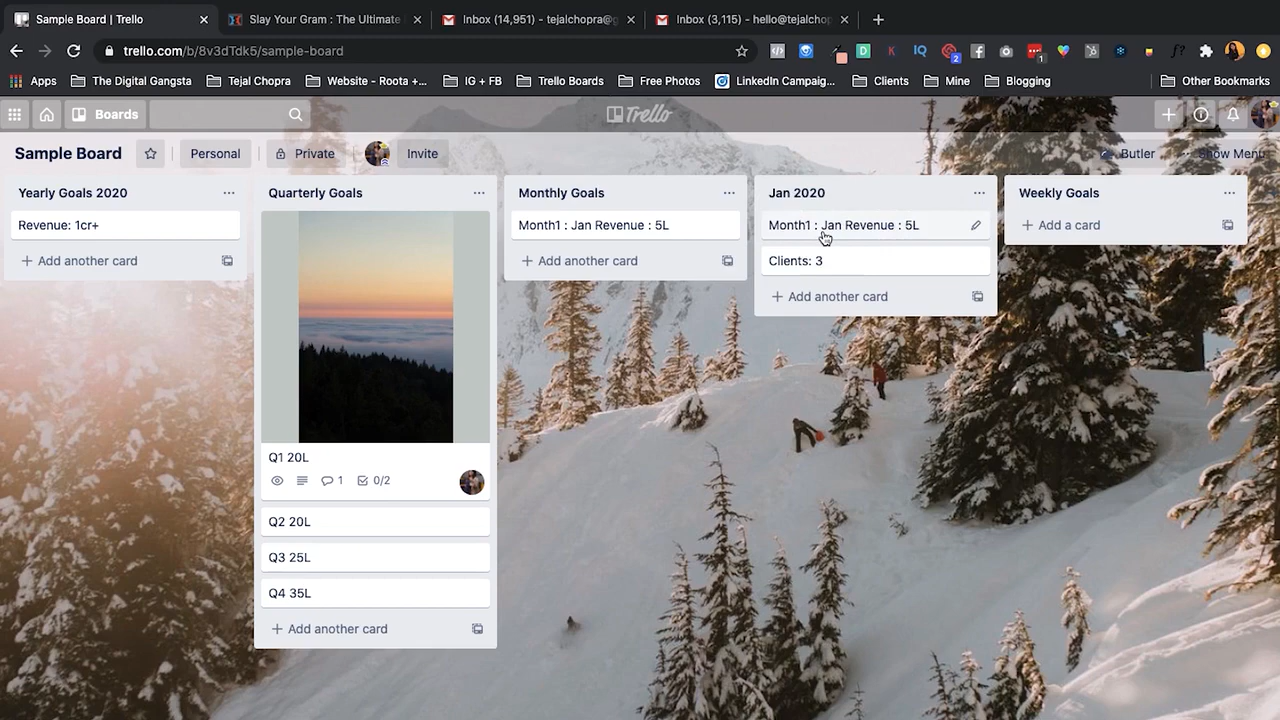 Sample Board | Trello
Slay Your Gram : The Ultimate
Inbox (14,951) - tejalchopra@g
Inbox (3,115) - hello@tejalchop
trello.com/b/8v3dTdk5/sample-board
Apps
The Digital Gangsta
Tejal Chopra
Website - Roota +...
IG + FB
Trello Boards
Free Photos
LinkedIn Campaig...
Clients
Mine
Blogging
Other Bookmarks
Boards
Trello
Sample Board
Personal
Private
Invite
Butler
Show Menu
Yearly Goals 2020
Revenue: 1cr+
+ Add another card
Quarterly Goals
Q1 20L
1
0/2
Q2 20L
Q3 25L
Q4 35L
+ Add another card
Monthly Goals
Month1 : Jan Revenue : 5L
+ Add another card
Jan 2020
Month1 : Jan Revenue : 5L
Clients: 3
+ Add another card
Weekly Goals
+ Add a card